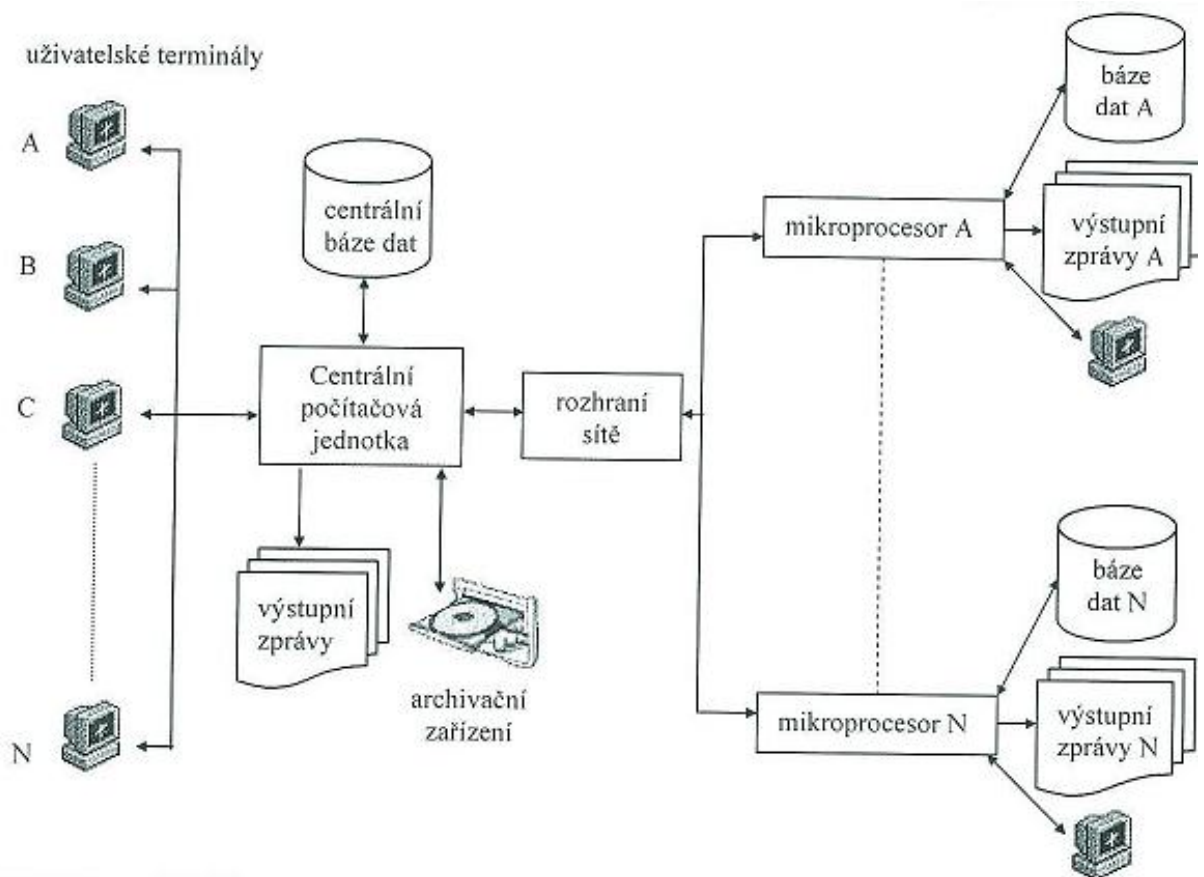 uživatelské terminály
A
B
C
N
centrální
báze dat
Centrální
počítačová
jednotka
výstupní
zprávy
archivační
zařízení
rozhraní
sítě
mikroprocesor A
báze
dat A
výstupní
zprávy A
mikroprocesor N
báze
dat N
výstupní
zprávy N